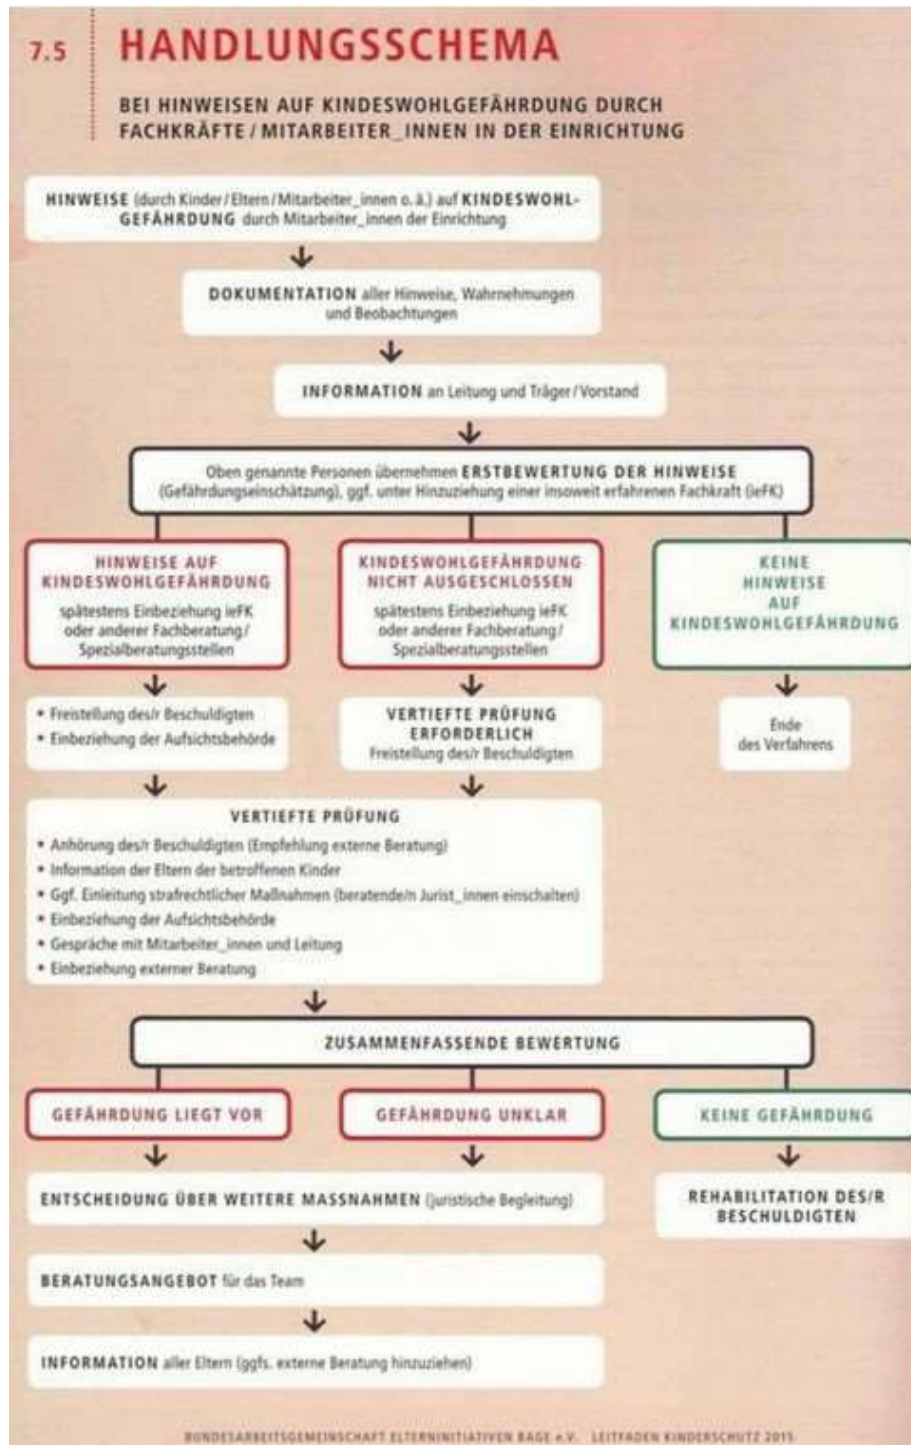 7.5 HANDLUNGSSCHEMA
BEI HINWEISEN AUF KINDESWOHLGEFÄHRDUNG DURCH
FACHKRÄFTE / MITARBEITER_INNEN IN DER EINRICHTUNG
HINWEISE (durch Kinder/Eltern/Mitarbeiter_innen o. ä.) auf KINDESWOHL-
GEFÄHRDUNG durch Mitarbeiter_innen der Einrichtung
DOKUMENTATION aller Hinweise, Wahrnehmungen
und Beobachtungen
INFORMATION an Leitung und Träger/Vorstand
Oben genannte Personen übernehmen ERSTBEWERTUNG DER HINWEISE
(Gefährdungseinschätzung), ggf. unter Hinzuziehung einer insoweit erfahrenen Fachkraft (ieFK)
HINWEISE AUF
KINDESWOHLGEFÄHRDUNG
spätestens Einbeziehung ieFK
oder anderer Fachberatung/
Spezialberatungsstellen
KINDESWOHLGEFÄHRDUNG
NICHT AUSGESCHLOSSEN
spätestens Einbeziehung ieFK
oder anderer Fachberatung/
Spezialberatungsstellen
KEINE
HINWEISE
AUF
KINDESWOHLGEFÄHRDUNG
• Freistellung des/r Beschuldigten
• Einbeziehung der Aufsichtsbehörde
VERTIEFTE PRÜFUNG
ERFORDERLICH
Freistellung des/r Beschuldigten
Ende
des Verfahrens
VERTIEFTE PRÜFUNG
• Anhörung des/r Beschuldigten (Empfehlung externe Beratung)
• Information der Eltern der betroffenen Kinder
• Ggf. Einleitung strafrechtlicher Maßnahmen (beratende/n Jurist_innen einschalten)
• Einbeziehung der Aufsichtsbehörde
• Gespräche mit Mitarbeiter_innen und Leitung
• Einbeziehung externer Beratung
ZUSAMMENFASSENDE BEWERTUNG
GEFÄHRDUNG LIEGT VOR
GEFÄHRDUNG UNKLAR
KEINE GEFÄHRDUNG
ENTSCHEIDUNG ÜBER WEITERE MASSNAHMEN (juristische Begleitung)
REHABILITATION DES/R
BESCHULDIGTEN
BERATUNGSANGEBOT für das Team
INFORMATION aller Eltern (ggfs. externe Beratung hinzuziehen)
BUNDESARBEITSGEMEINSCHAFT ELTERNINITIATIVEN BAGE e.V. LEITFADEN KINDERSCHUTZ 2015